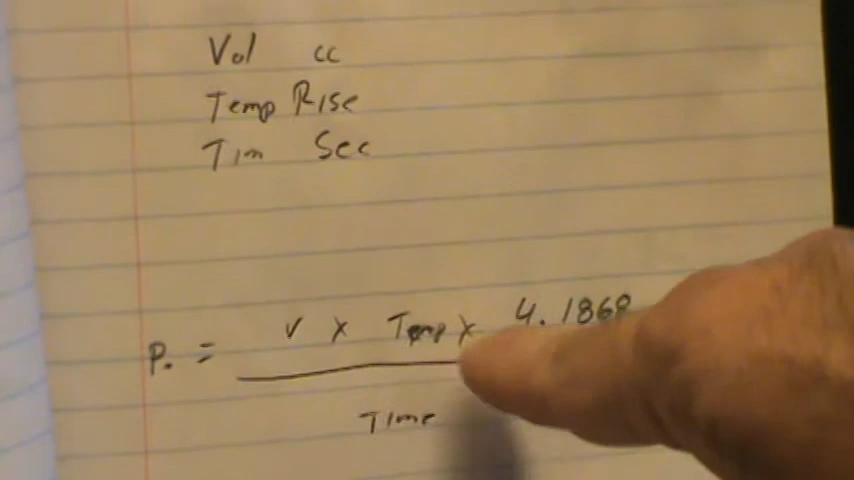 Vol cc
Temp Rise
Tim Sec
P. = V x Temp x 4.1868
Time